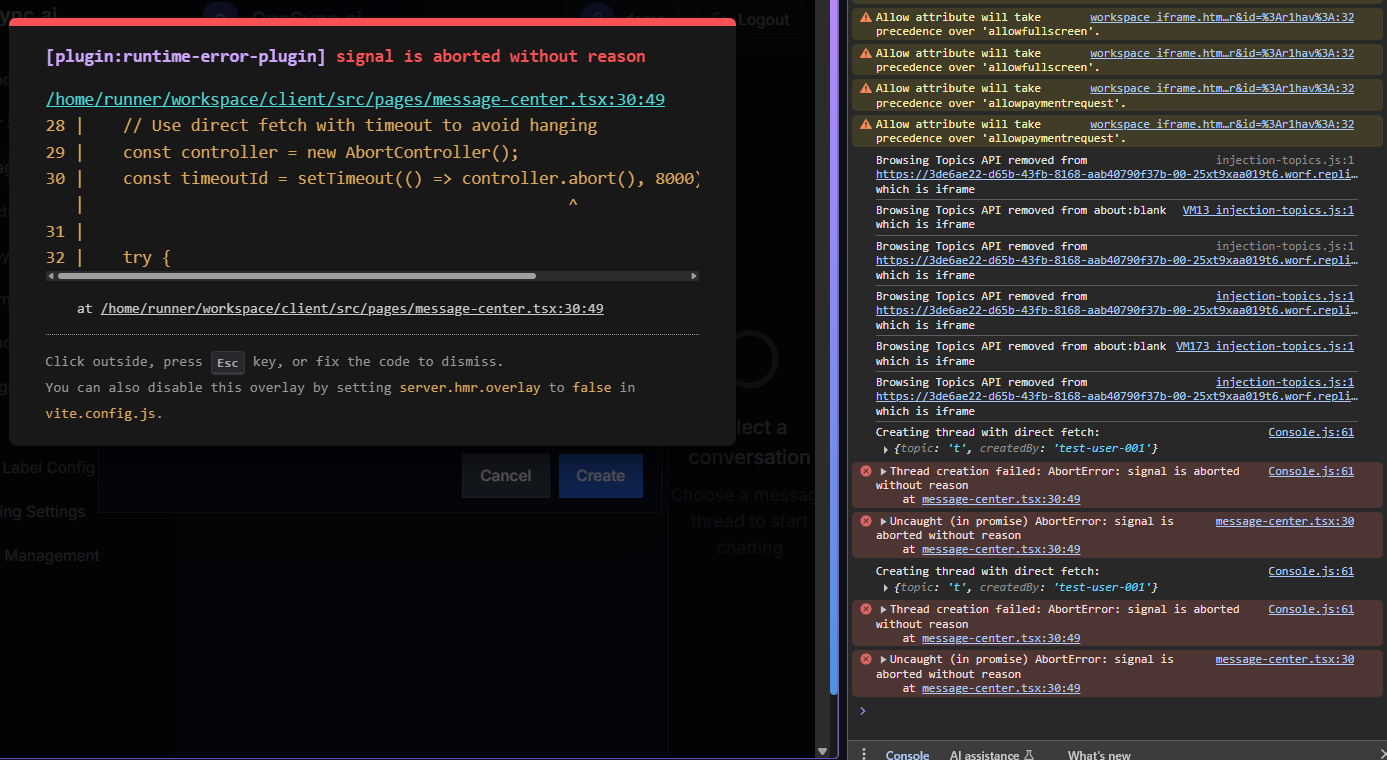 [plugin:runtime-error-plugin] signal is aborted without reason
/home/runner/workspace/client/src/pages/message-center.tsx:30:49
28 |    // Use direct fetch with timeout to avoid hanging
29 |    const controller = new AbortController();
30 |    const timeoutId = setTimeout(() => controller.abort(), 8000)
   |                                                 ^
31 |
32 |    try {
at /home/runner/workspace/client/src/pages/message-center.tsx:30:49
Click outside, press Esc key, or fix the code to dismiss.
You can also disable this overlay by setting server.hmr.overlay to false in
vite.config.js.
Logout
Label Config
ing Settings
Management
Cancel
Create
lect a
conversation
Choose a messag
thread to start
chatting
Allow attribute will take workspace_iframe.htm…r&id=%3Ar1hav%3A:32
precedence over 'allowfullscreen'.
Allow attribute will take workspace_iframe.htm…r&id=%3Ar1hav%3A:32
precedence over 'allowfullscreen'.
Allow attribute will take workspace_iframe.htm…r&id=%3Ar1hav%3A:32
precedence over 'allowpaymentrequest'.
Allow attribute will take workspace_iframe.htm…r&id=%3Ar1hav%3A:32
precedence over 'allowpaymentrequest'.
Browsing Topics API removed from injection-topics.js:1
https://3de6ae22-d65b-43fb-8168-aab40790f37b-00-25xt9xaa019t6.worf.repli…
which is iframe
Browsing Topics API removed from about:blank VM13 injection-topics.js:1
which is iframe
Browsing Topics API removed from injection-topics.js:1
https://3de6ae22-d65b-43fb-8168-aab40790f37b-00-25xt9xaa019t6.worf.repli…
which is iframe
Browsing Topics API removed from injection-topics.js:1
https://3de6ae22-d65b-43fb-8168-aab40790f37b-00-25xt9xaa019t6.worf.repli…
which is iframe
Browsing Topics API removed from about:blank VM173 injection-topics.js:1
which is iframe
Browsing Topics API removed from injection-topics.js:1
https://3de6ae22-d65b-43fb-8168-aab40790f37b-00-25xt9xaa019t6.worf.repli…
which is iframe
Creating thread with direct fetch: Console.js:61
{topic: 't', createdBy: 'test-user-001'}
Thread creation failed: AbortError: signal is aborted Console.js:61
without reason
at message-center.tsx:30:49
Uncaught (in promise) AbortError: signal is message-center.tsx:30
aborted without reason
at message-center.tsx:30:49
Creating thread with direct fetch: Console.js:61
{topic: 't', createdBy: 'test-user-001'}
Thread creation failed: AbortError: signal is aborted Console.js:61
without reason
at message-center.tsx:30:49
Uncaught (in promise) AbortError: signal is message-center.tsx:30
aborted without reason
at message-center.tsx:30:49
Console AI assistance What's new